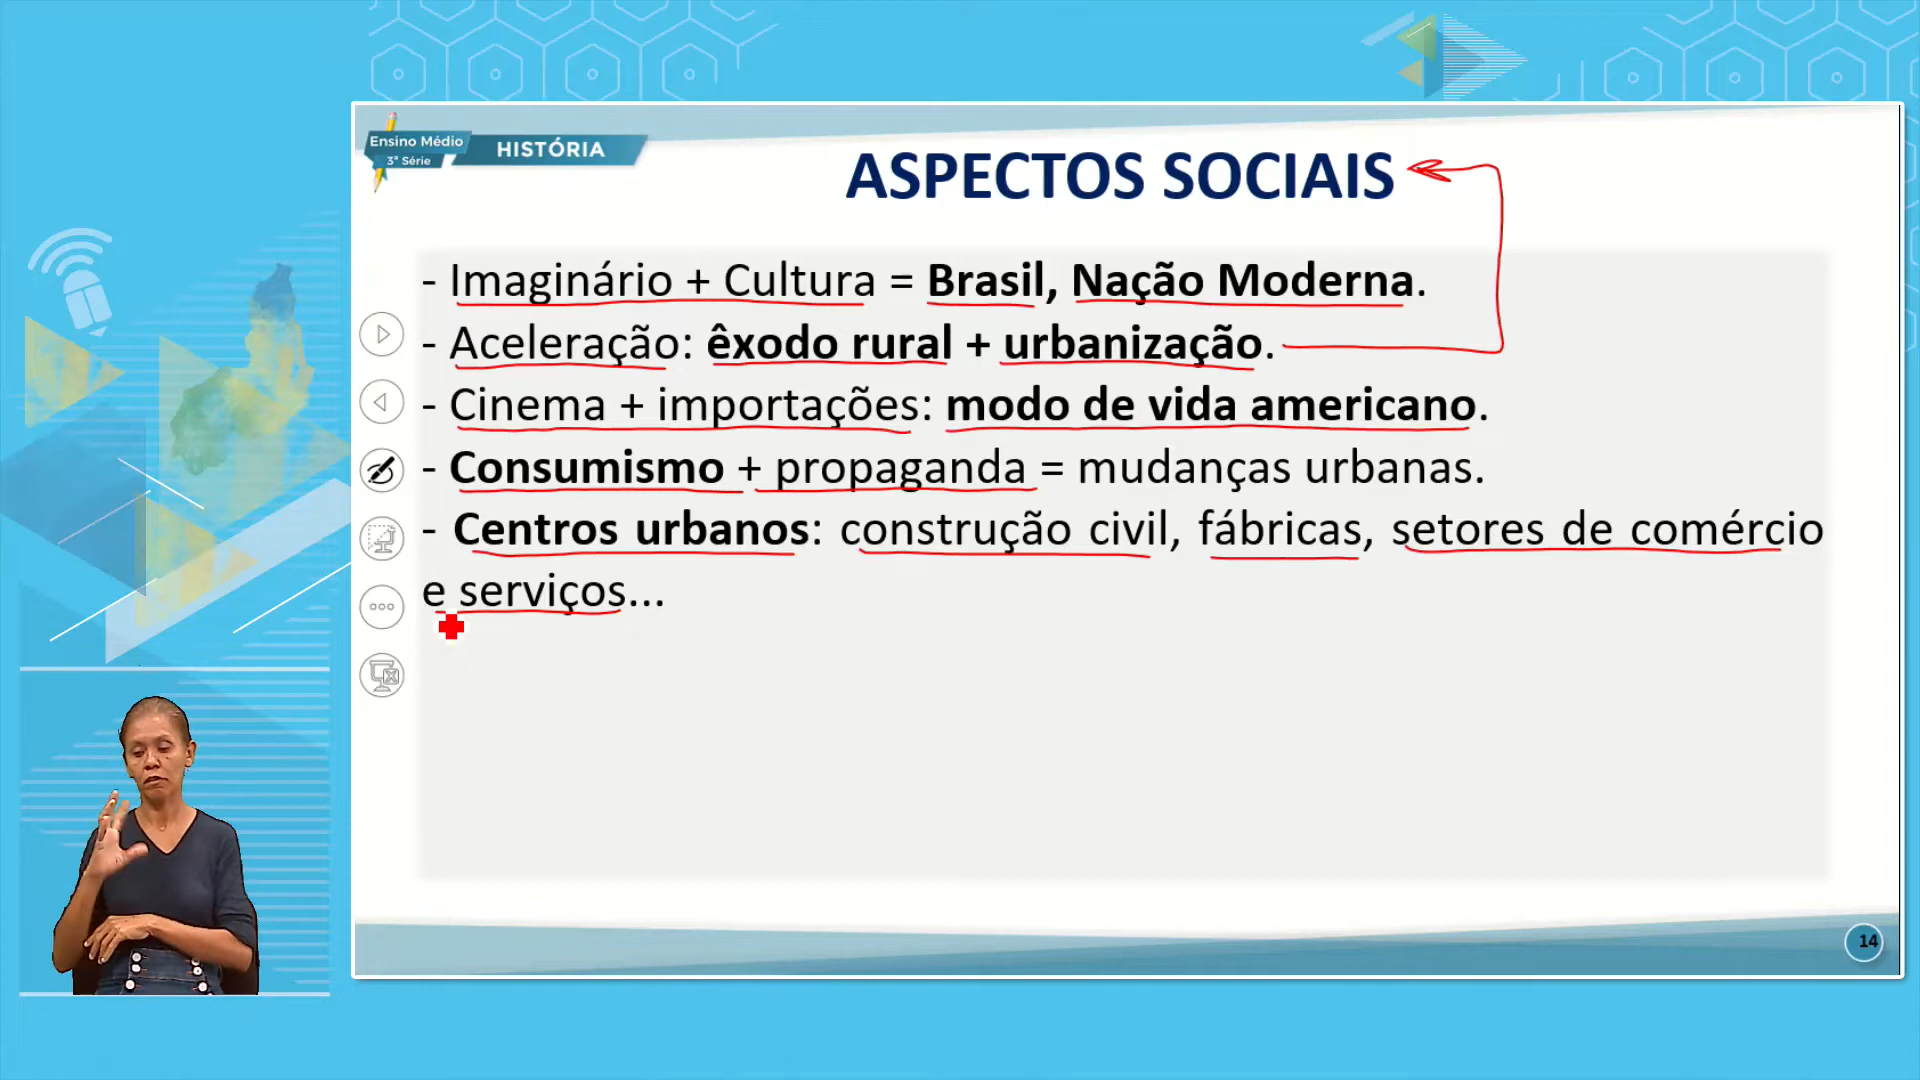 Ensino Médio
3ª Série
HISTÓRIA
ASPECTOS SOCIAIS
- Imaginário + Cultura = Brasil, Nação Moderna.
- Aceleração: êxodo rural + urbanização.
- Cinema + importações: modo de vida americano.
- Consumismo + propaganda = mudanças urbanas.
- Centros urbanos: construção civil, fábricas, setores de comércio
e serviços...
14